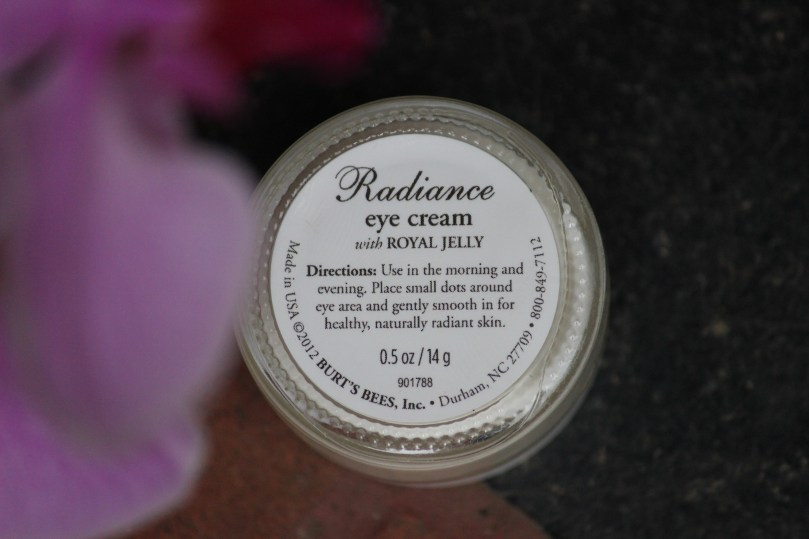 Radiance
eye cream
with ROYAL JELLY
Directions: Use in the morning and
evening. Place small dots around
eye area and gently smooth in for
healthy, naturally radiant skin.
0.5 oz / 14 g
901788
Made in USA ©2012 BURT'S BEES, Inc. • Durham, NC 27709 • 800-849-7112